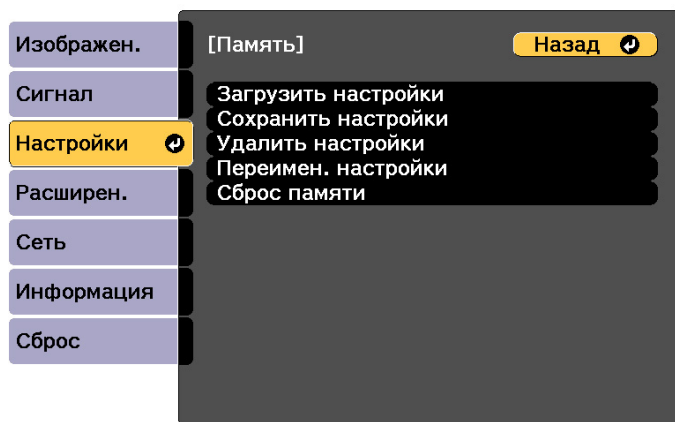 Изображен.
Сигнал
Настройки
Расширен.
Сеть
Информация
Сброс
[Память]
Назад
Загрузить настройки
Сохранить настройки
Удалить настройки
Переимен. настройки
Сброс памяти